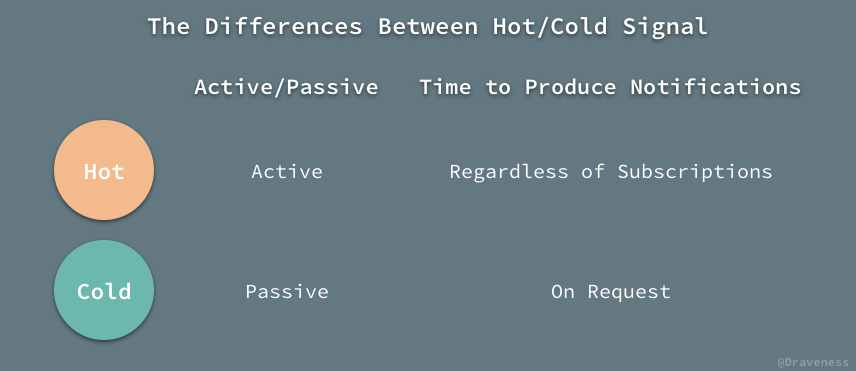 The Differences Between Hot/Cold Signal
Active/Passive Time to Produce Notifications
Hot Active Regardless of Subscriptions
Cold Passive On Request
@Draveness